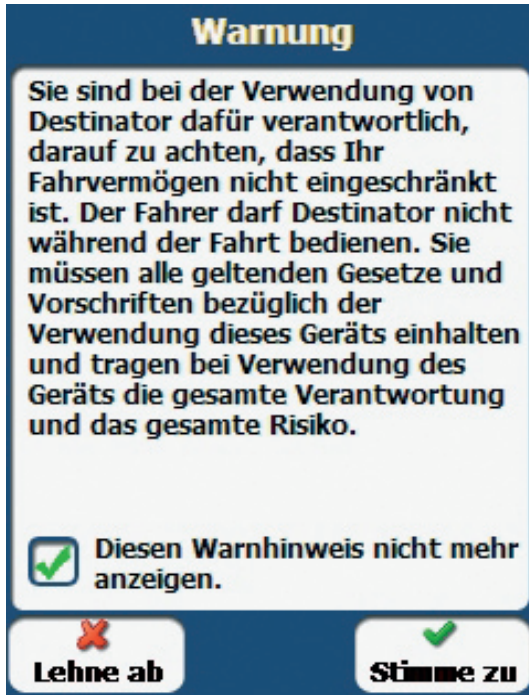 Warnung
Sie sind bei der Verwendung von
Destinator dafür verantwortlich,
darauf zu achten, dass Ihr
Fahrvermögen nicht eingeschränkt
ist. Der Fahrer darf Destinator nicht
während der Fahrt bedienen. Sie
müssen alle geltenden Gesetze und
Vorschriften bezüglich der
Verwendung dieses Geräts einhalten
und tragen bei Verwendung des
Geräts die gesamte Verantwortung
und das gesamte Risiko.
Diesen Warnhinweis nicht mehr
anzeigen.
Lehne ab
Stimme zu